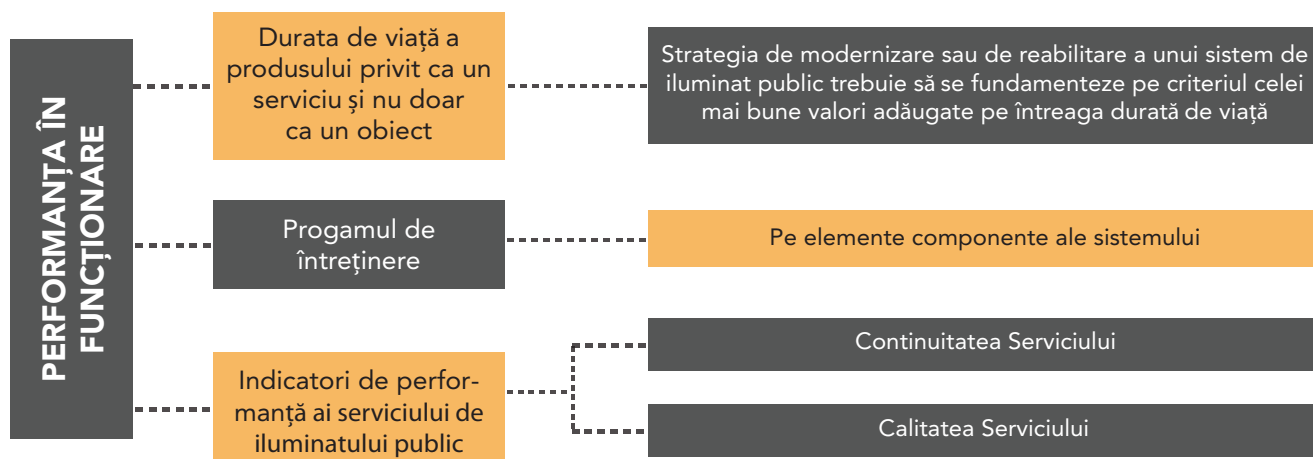 PERFORMANȚA ÎN
FUNCȚIONARE
Durata de viață a
produsului privit ca un
serviciu și nu doar
ca un obiect
Strategia de modernizare sau de reabilitare a unui sistem de
iluminat public trebuie să se fundamenteze pe criteriul celei
mai bune valori adăugate pe întreaga durată de viață
Progamul de
întreținere
Pe elemente componente ale sistemului
Indicatori de perfor-
manță ai serviciului de
iluminatului public
Continuitatea Serviciului
Calitatea Serviciului